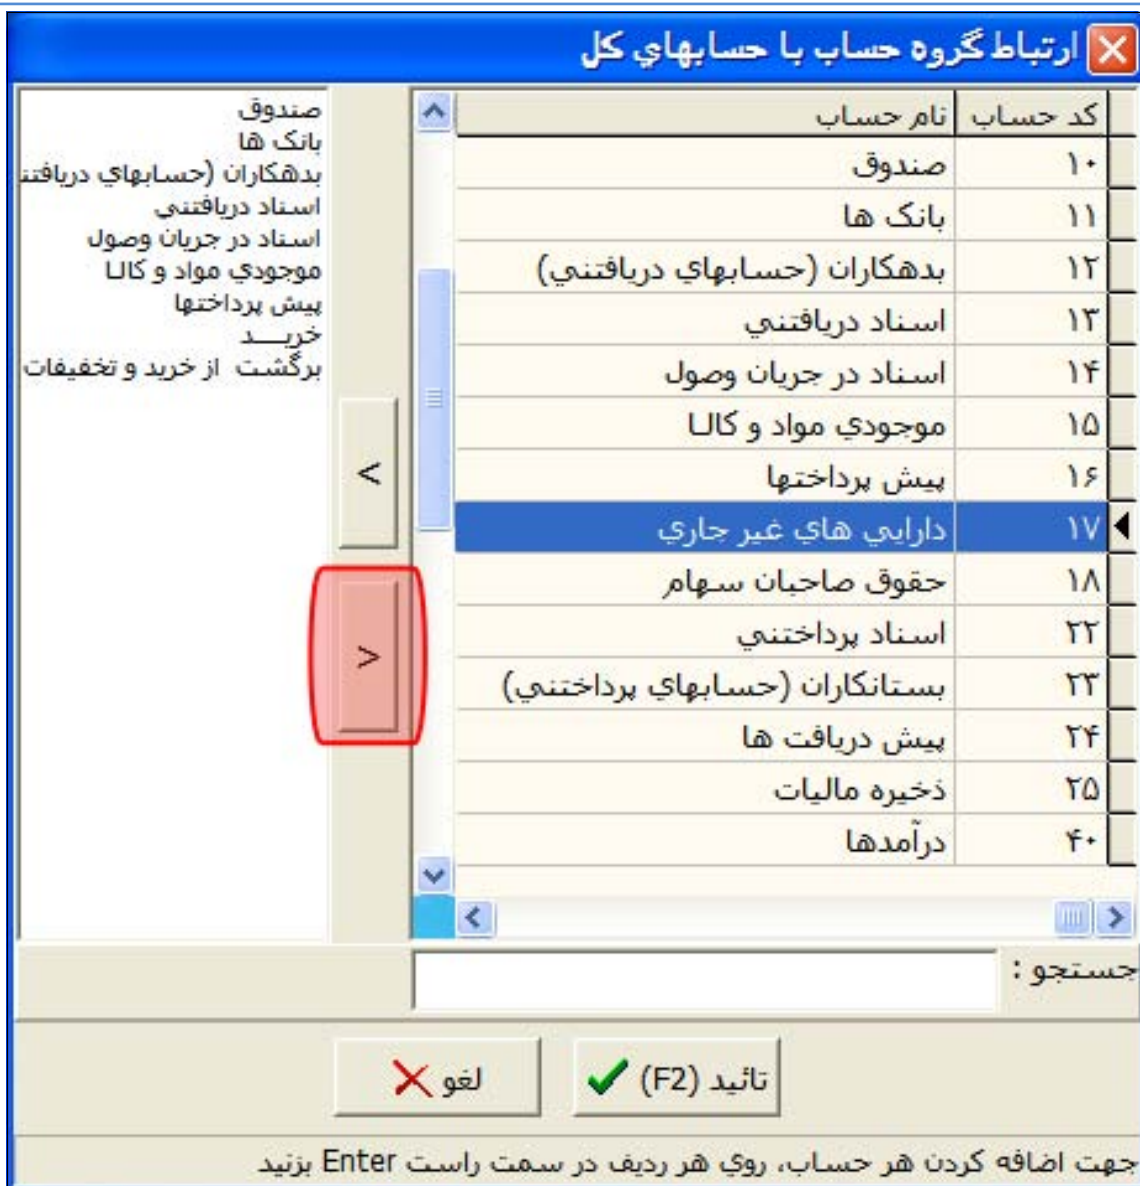 ارتباط گروه حساب با حسابهاي کل
کد حساب نام حساب
۱۰ صندوق
۱۱ بانک ها
۱۲ بدهکاران (حسابهاي دريافتني)
۱۳ اسناد دريافتني
۱۴ اسناد در جريان وصول
۱۵ موجودي مواد و کالا
۱۶ پيش پرداختها
۱۷ دارايي هاي غير جاري
۱۸ حقوق صاحبان سهام
۲۲ اسناد پرداختني
۲۳ بستانکاران (حسابهاي پرداختني)
۲۴ پيش دريافت ها
۲۵ ذخيره ماليات
۴۰ درآمدها
<
>
صندوق
بانک ها
بدهکاران (حسابهاي دريافتن
اسناد دريافتني
اسناد در جريان وصول
موجودي مواد و کالا
پيش پرداختها
خريـــد
برگشت از خريد و تخفيفات
جستجو :
تائيد (F2)
لغو
جهت اضافه کردن هر حساب، روي هر رديف در سمت راست Enter بزنيد